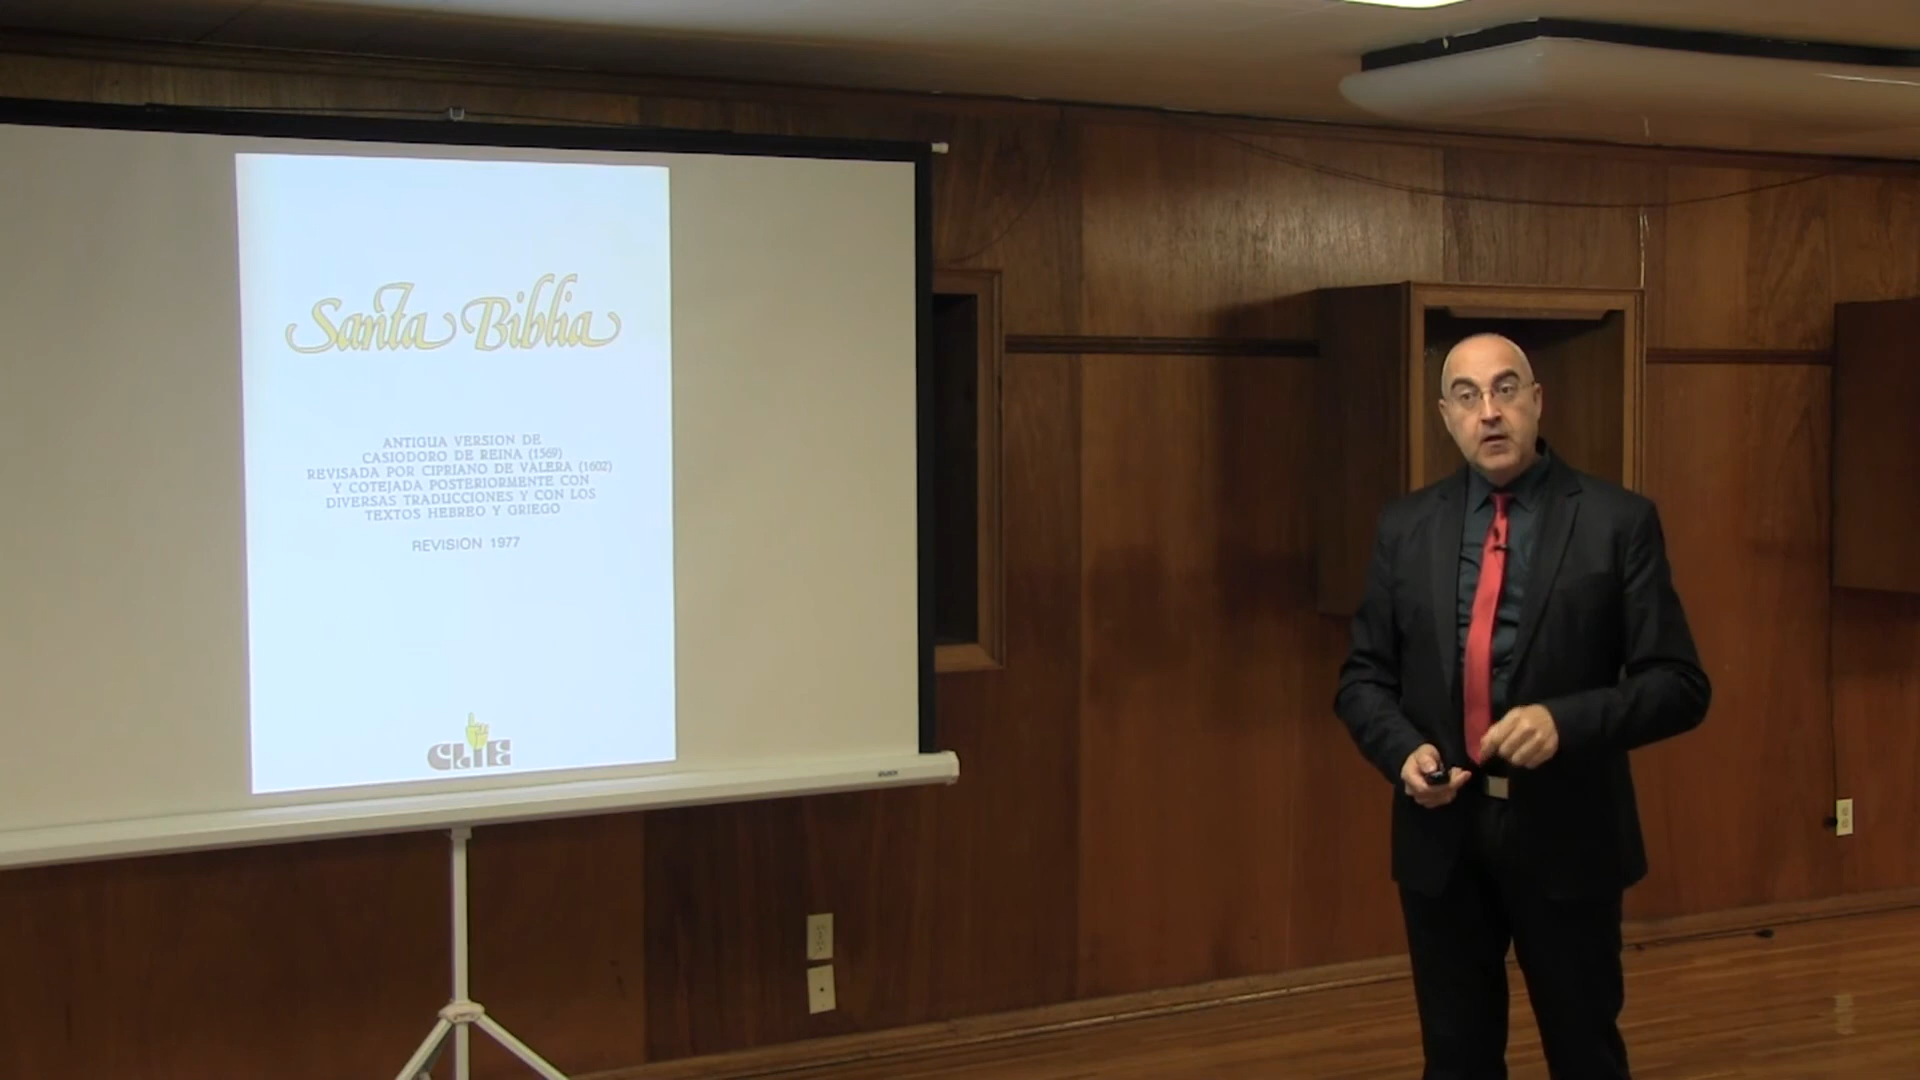 Santa Biblia
ANTIGUA VERSION DE
CASIODORO DE REINA (1569)
REVISADA POR CIPRIANO DE VALERA (1602)
Y COTEJADA POSTERIORMENTE CON
DIVERSAS TRADUCCIONES Y CON LOS
TEXTOS HEBREO Y GRIEGO
REVISION 1977
CLIE